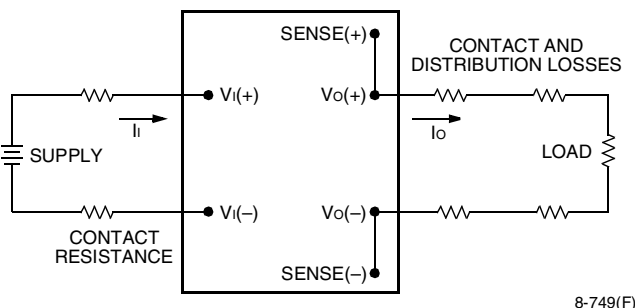 SENSE(+)
CONTACT AND
DISTRIBUTION LOSSES
VI(+)
VO(+)
II
IO
SUPPLY
LOAD
VI(–)
VO(–)
CONTACT
RESISTANCE
SENSE(–)
8-749(F)